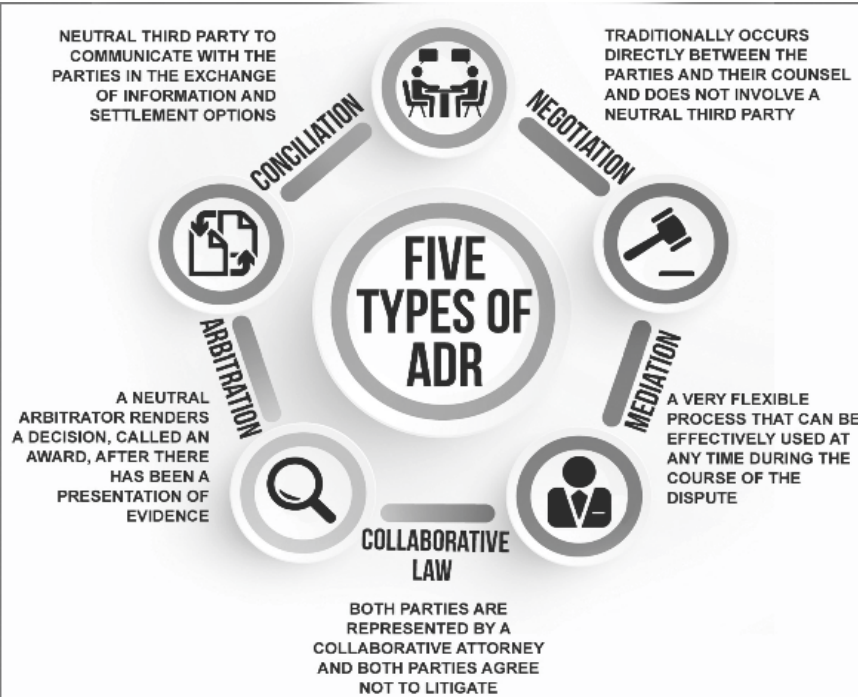 NEUTRAL THIRD PARTY TO
COMMUNICATE WITH THE
PARTIES IN THE EXCHANGE
OF INFORMATION AND
SETTLEMENT OPTIONS
CONCILIATION
TRADITIONALLY OCCURS
DIRECTLY BETWEEN THE
PARTIES AND THEIR COUNSEL
AND DOES NOT INVOLVE A
NEUTRAL THIRD PARTY
NEGOTIATION
FIVE
TYPES OF
ADR
ARBITRATION
A NEUTRAL
ARBITRATOR RENDERS
A DECISION, CALLED AN
AWARD, AFTER THERE
HAS BEEN A
PRESENTATION OF
EVIDENCE
MEDIATION
A VERY FLEXIBLE
PROCESS THAT CAN BE
EFFECTIVELY USED AT
ANY TIME DURING THE
COURSE OF THE
DISPUTE
COLLABORATIVE
LAW
BOTH PARTIES ARE
REPRESENTED BY A
COLLABORATIVE ATTORNEY
AND BOTH PARTIES AGREE
NOT TO LITIGATE